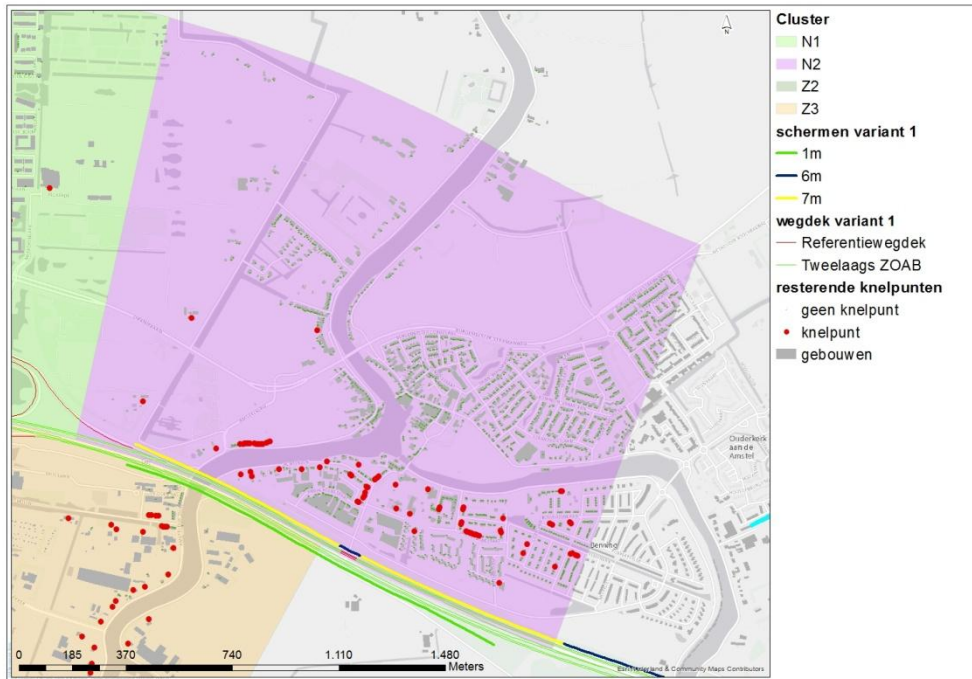 N
Cluster
N1
N2
Z2
Z3
schermen variant 1
1m
6m
7m
wegdek variant 1
Referentiewegdek
Tweelaags ZOAB
resterende knelpunten
geen knelpunt
knelpunt
gebouwen
Ouderkerk
aan de
Amstel
Benning
0 185 370 740 1.110 1.480
Meters
Esri Nederland & Community Maps Contributors